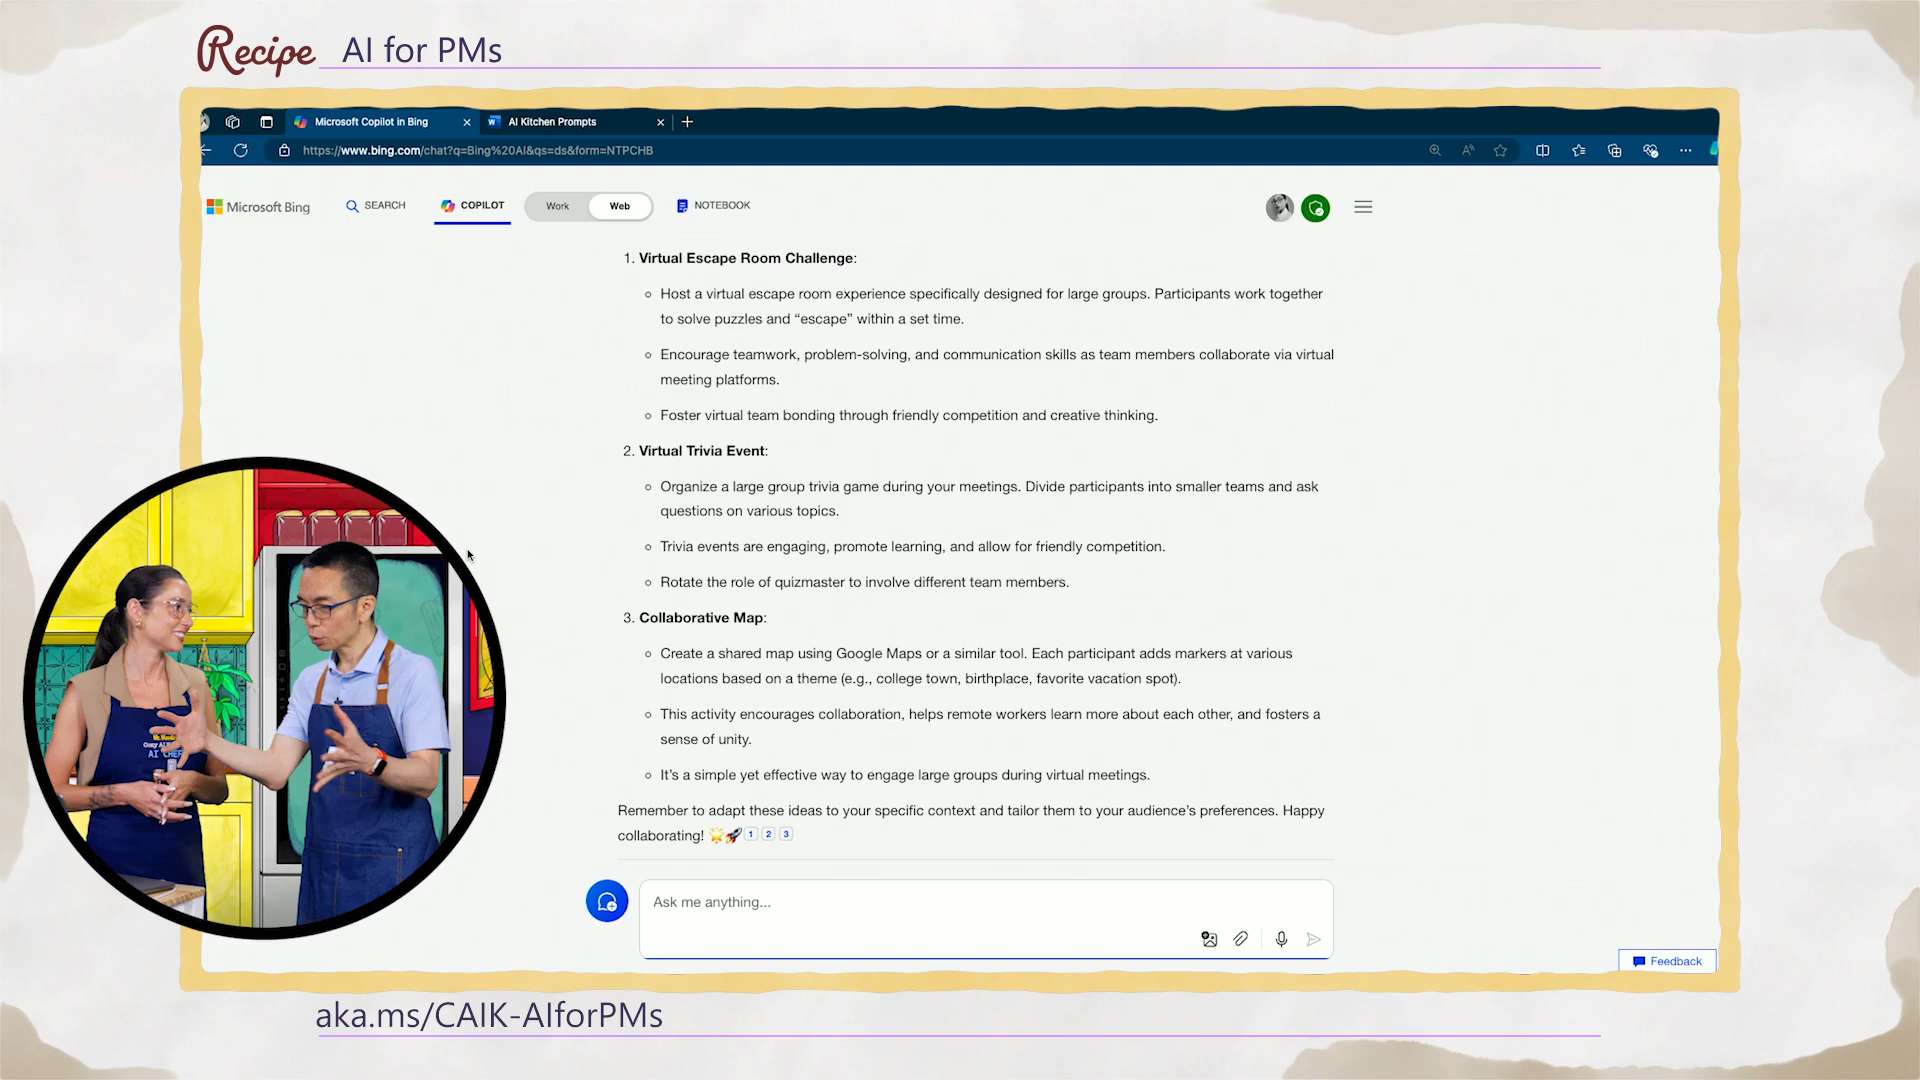 Recipe AI for PMs
Microsoft Copilot in Bing
AI Kitchen Prompts
https://www.bing.com/chat?q=Bing%20AI&qs=ds&form=NTPCHB
Microsoft Bing
SEARCH
COPILOT
Work
Web
NOTEBOOK
1. Virtual Escape Room Challenge:
Host a virtual escape room experience specifically designed for large groups. Participants work together
to solve puzzles and “escape” within a set time.
Encourage teamwork, problem-solving, and communication skills as team members collaborate via virtual
meeting platforms.
Foster virtual team bonding through friendly competition and creative thinking.
2. Virtual Trivia Event:
Organize a large group trivia game during your meetings. Divide participants into smaller teams and ask
questions on various topics.
Trivia events are engaging, promote learning, and allow for friendly competition.
Rotate the role of quizmaster to involve different team members.
3. Collaborative Map:
Create a shared map using Google Maps or a similar tool. Each participant adds markers at various
locations based on a theme (e.g., college town, birthplace, favorite vacation spot).
This activity encourages collaboration, helps remote workers learn more about each other, and fosters a
sense of unity.
It’s a simple yet effective way to engage large groups during virtual meetings.
Remember to adapt these ideas to your specific context and tailor them to your audience’s preferences. Happy
collaborating! 🌟🚀 1 2 3
Ask me anything...
Feedback
AI CHEF
aka.ms/CAIK-AIforPMs